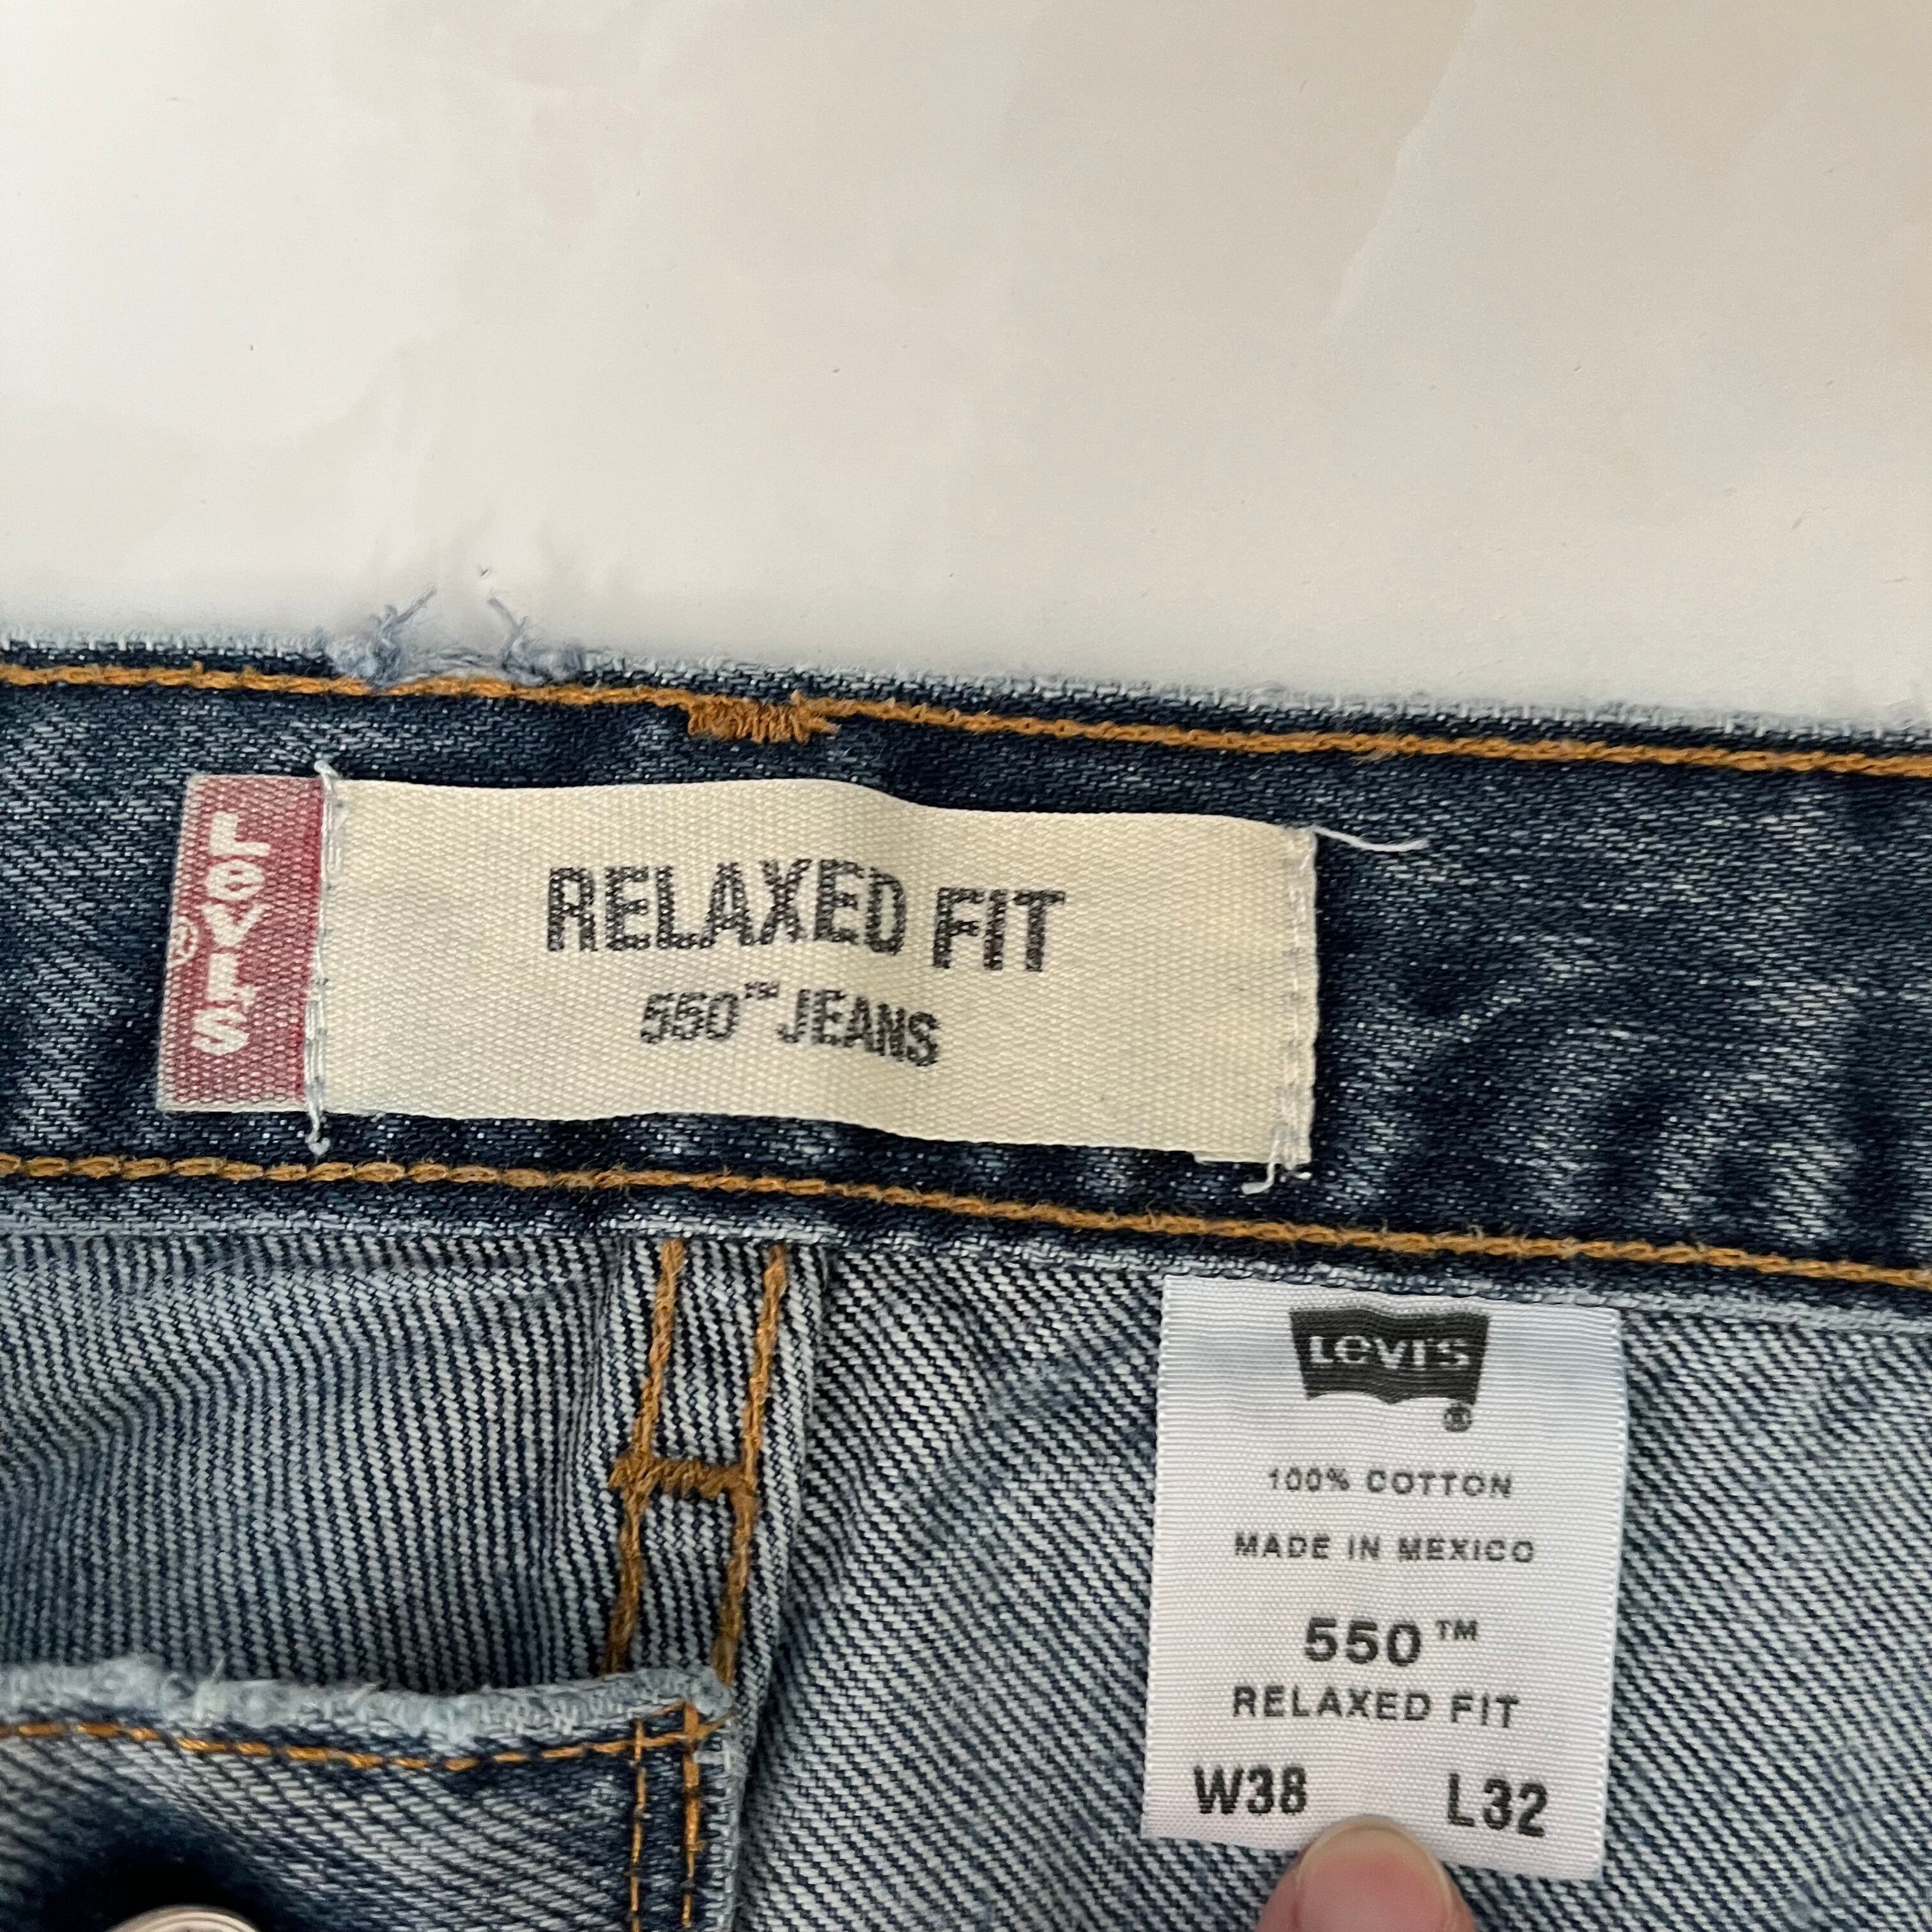 LEVI'S ®
RELAXED FIT
550™ JEANS
LEVI'S
®
100% COTTON
MADE IN MEXICO
550™
RELAXED FIT
W38 L32